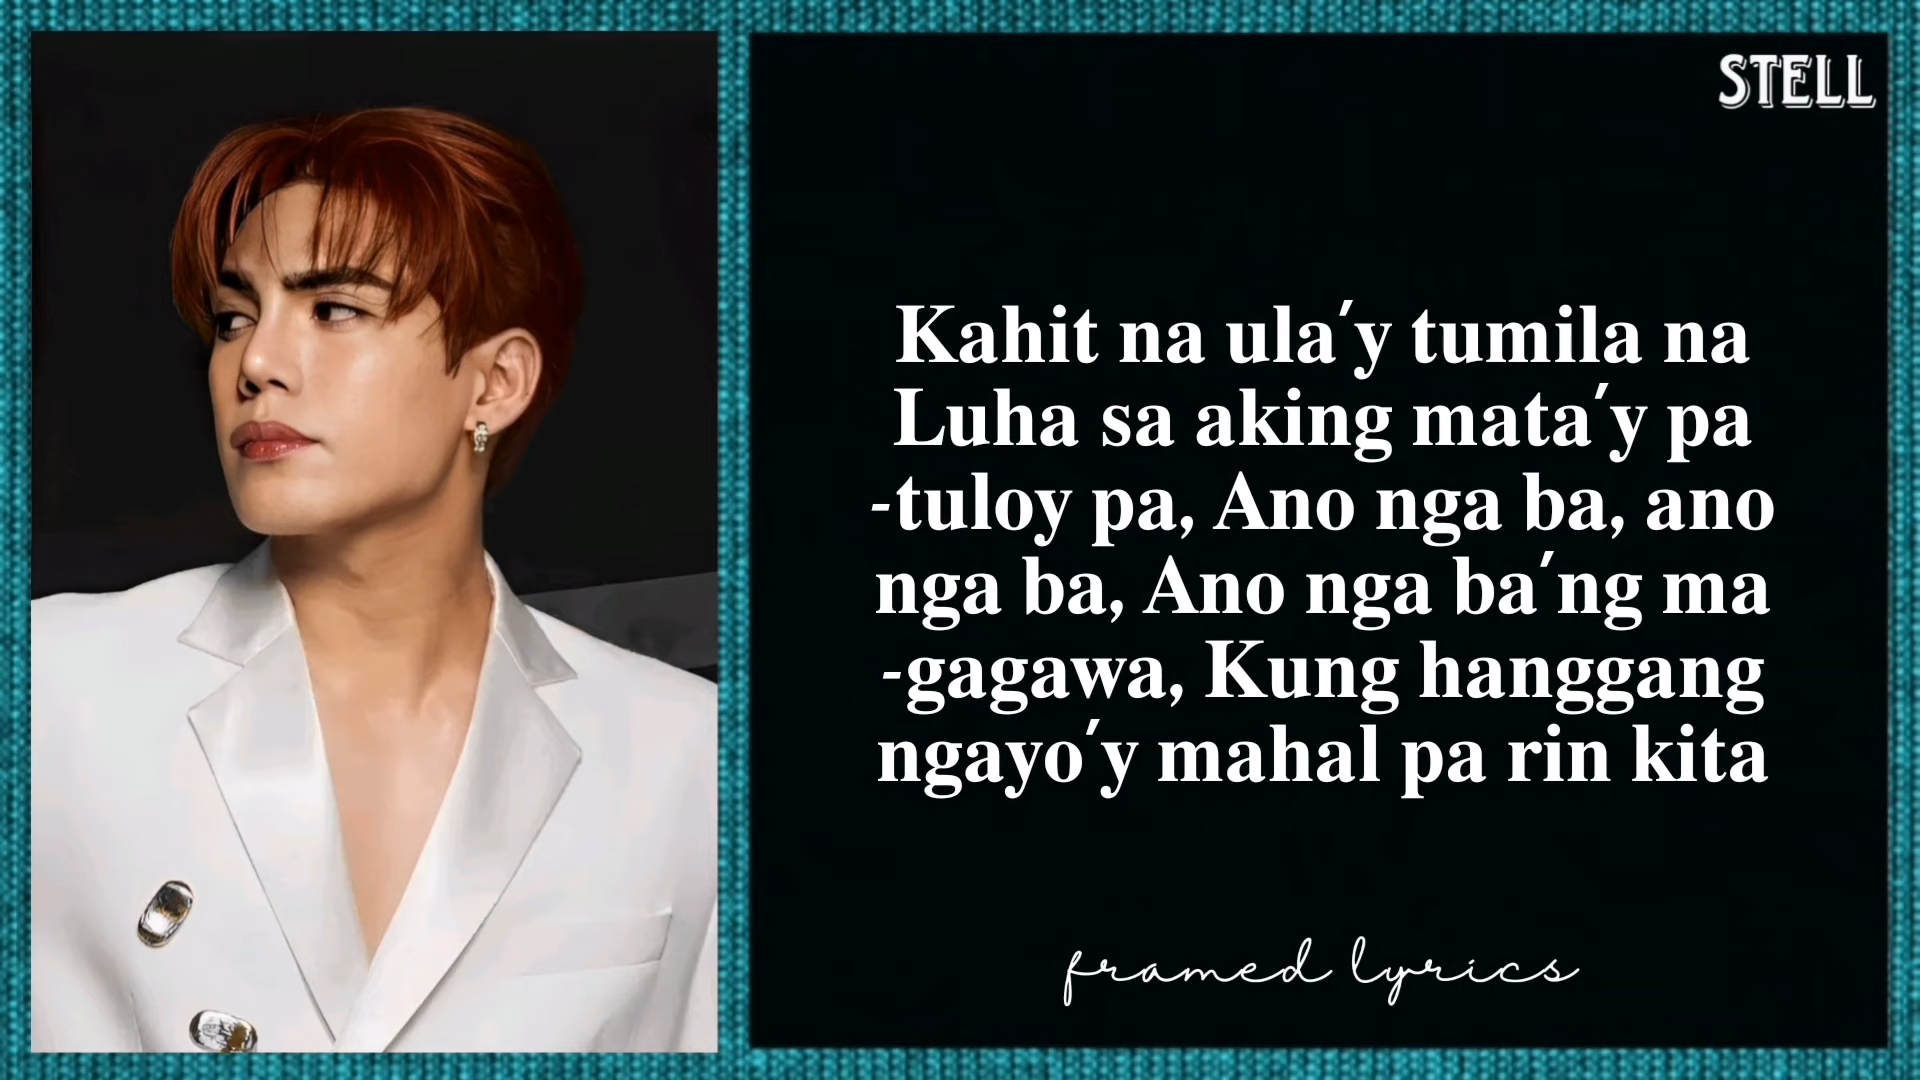 STELL
Kahit na ula'y tumila na
Luha sa aking mata'y pa
-tuloy pa, Ano nga ba, ano
nga ba, Ano nga ba'ng ma
-gagawa, Kung hanggang
ngayo'y mahal pa rin kita
framed lyrics